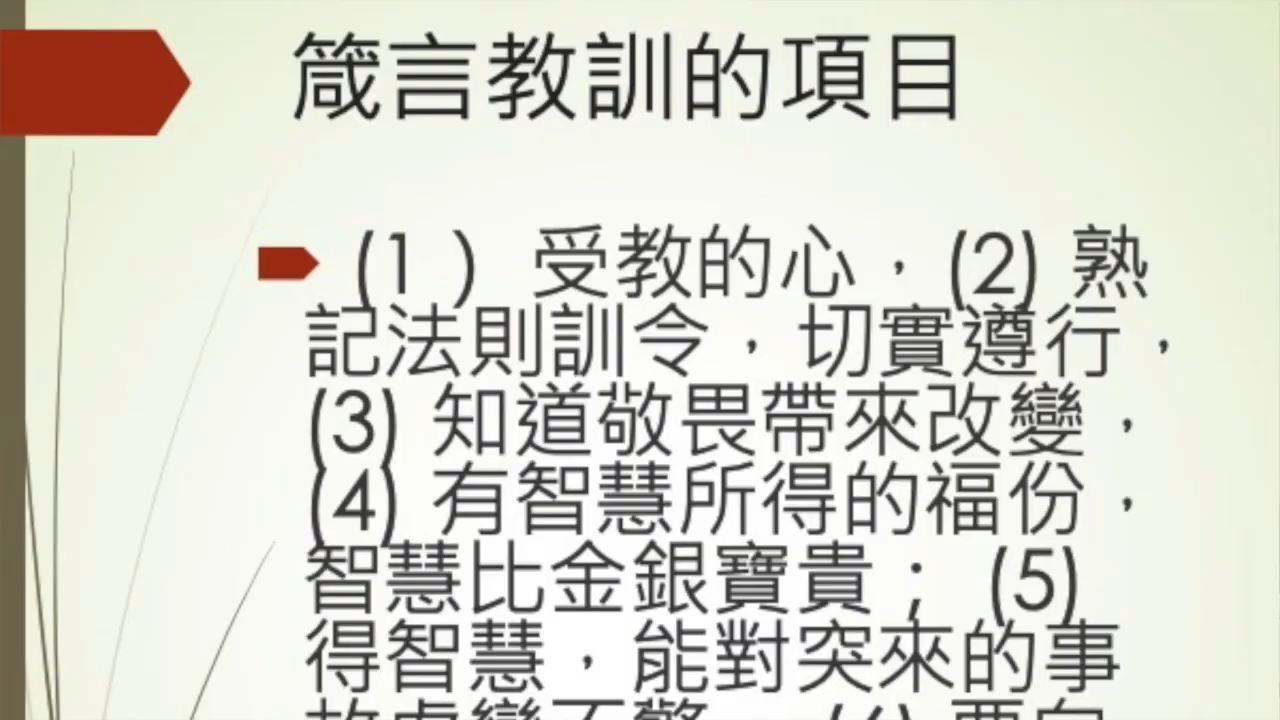 箴言教訓的項目
(1 ) 受教的心，(2) 熟
記法則訓令，切實遵行，
(3) 知道敬畏帶來改變，
(4) 有智慧所得的福份，
智慧比金銀寶貴；(5)
得智慧，能對突來的事